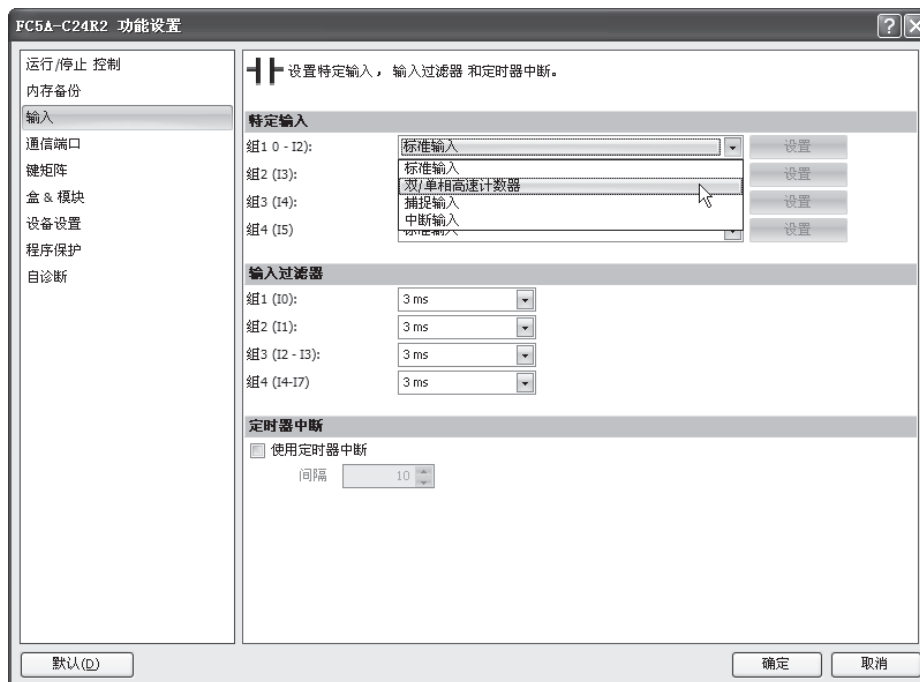 FC5A-C24R2 功能设置
运行/停止 控制
内存备份
输入
通信端口
键矩阵
盒 & 模块
设备设置
程序保护
自诊断
设置特定输入, 输入过滤器 和定时器中断。
特定输入
组1 0 - I2): 标准输入 设置
标准输入
组2 (I3): 双/单相高速计数器 设置
组3 (I4): 捕捉输入 设置
中断输入
组4 (I5) 标准输入 设置
输入过滤器
组1 (I0): 3 ms
组2 (I1): 3 ms
组3 (I2 - I3): 3 ms
组4 (I4-I7) 3 ms
定时器中断
使用定时器中断
间隔 10
默认(D) 确定 取消